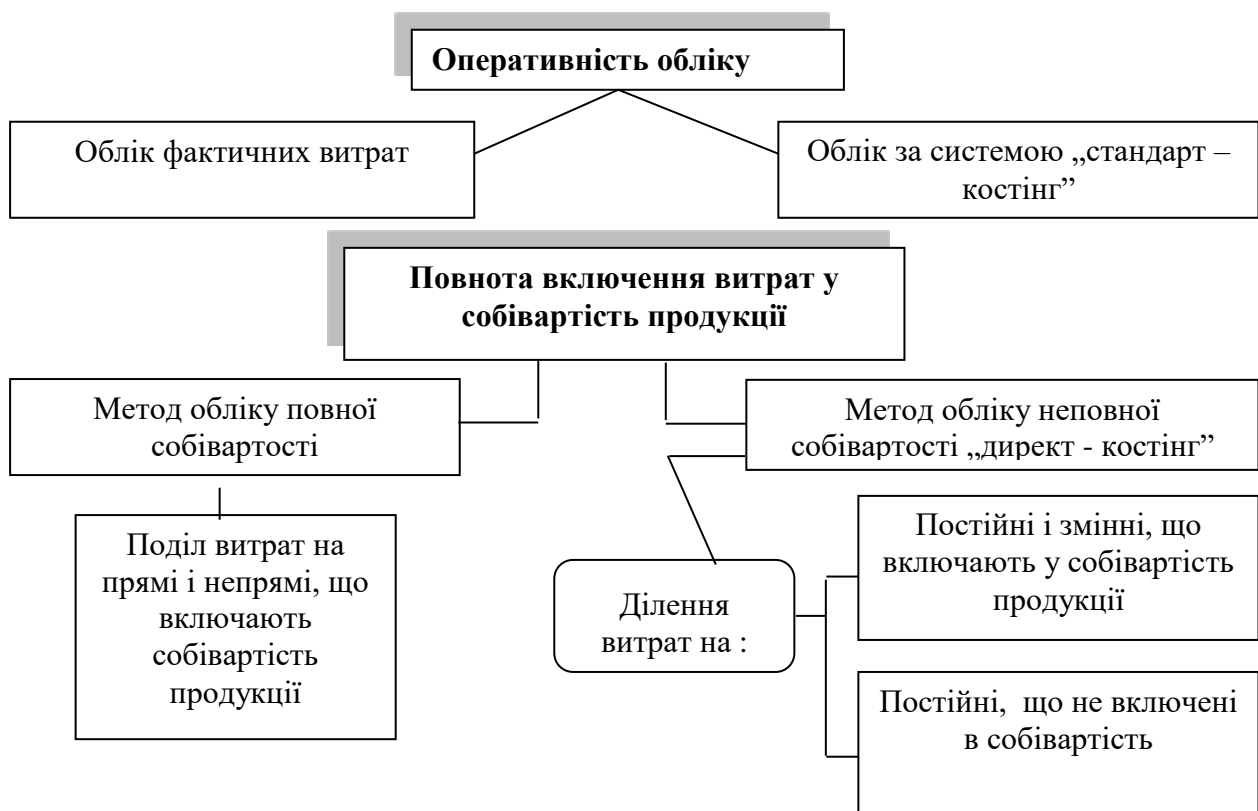 Оперативність обліку
Облік фактичних витрат
Облік за системою „стандарт –
костінг”
Повнота включення витрат у
собівартість продукції
Метод обліку повної
собівартості
Метод обліку неповної
собівартості „директ - костінг”
Поділ витрат на
прямі і непрямі, що
включають
собівартість
продукції
Ділення
витрат на :
Постійні і змінні, що
включають у собівартість
продукції
Постійні, що не включені
в собівартість